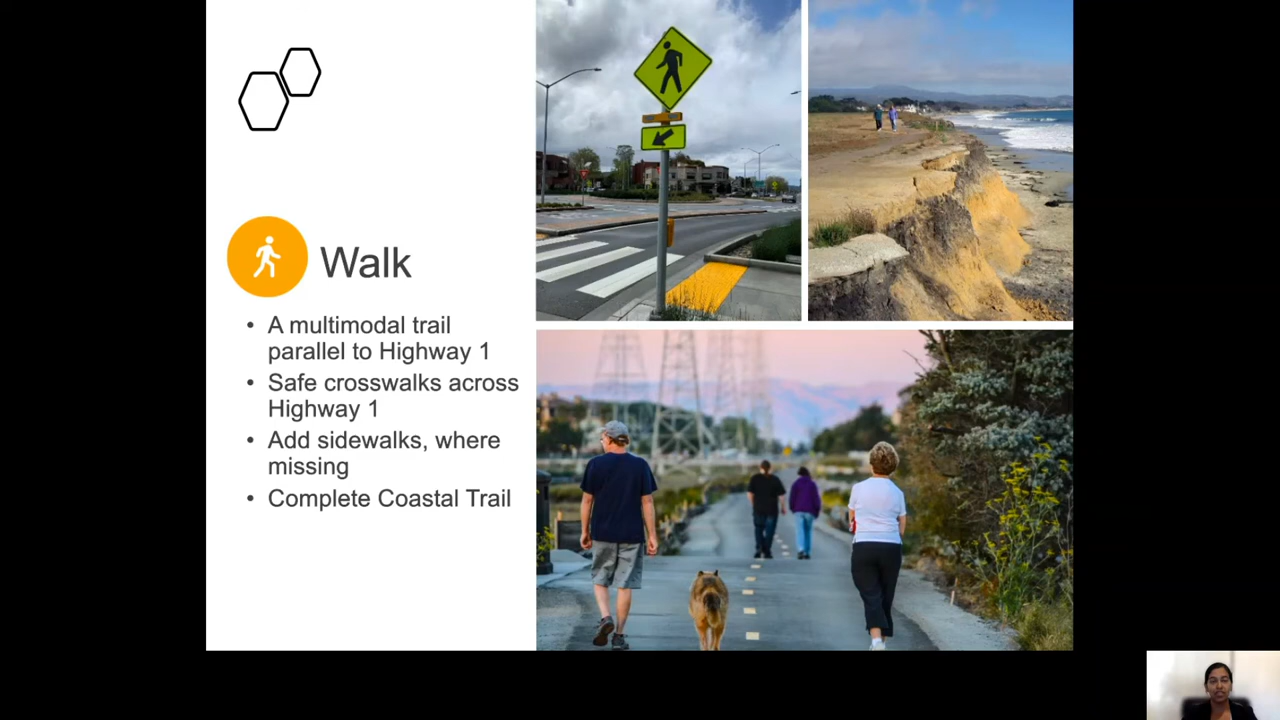 Walk
• A multimodal trail
parallel to Highway 1
• Safe crosswalks across
Highway 1
• Add sidewalks, where
missing
• Complete Coastal Trail